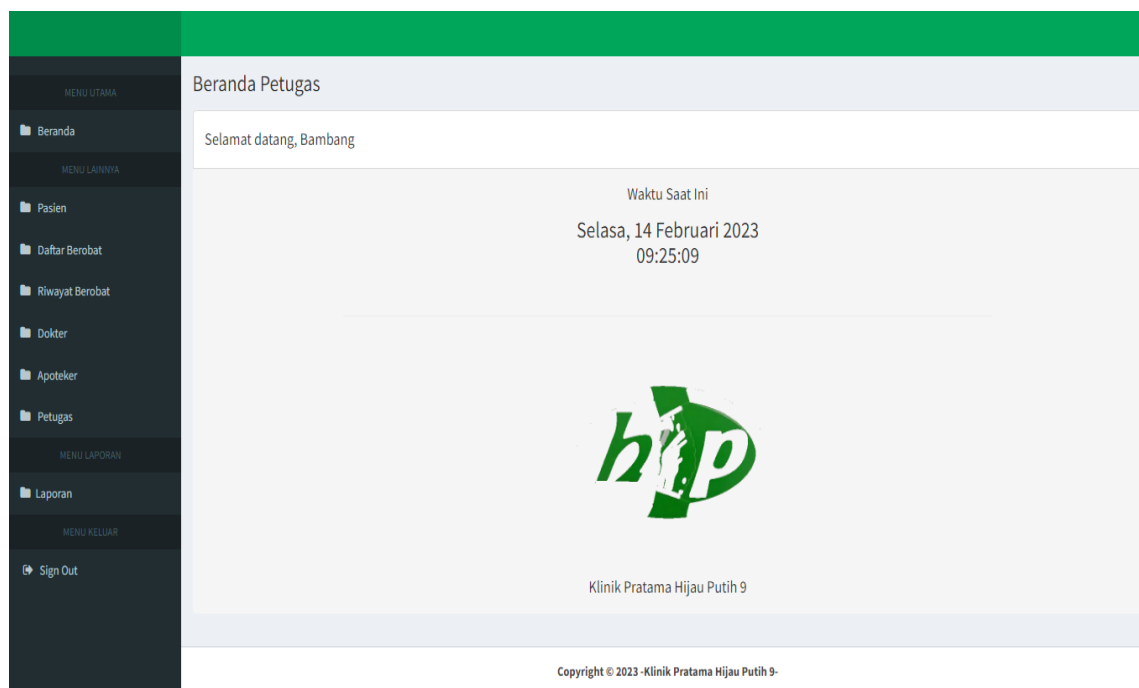 MENU UTAMA
Beranda
MENU LAINNYA
Pasien
Daftar Berobat
Riwayat Berobat
Dokter
Apoteker
Petugas
MENU LAPORAN
Laporan
MENU KELUAR
Sign Out
Beranda Petugas
Selamat datang, Bambang
Waktu Saat Ini
Selasa, 14 Februari 2023
09:25:09
hp
Klinik Pratama Hijau Putih 9
Copyright © 2023 -Klinik Pratama Hijau Putih 9-